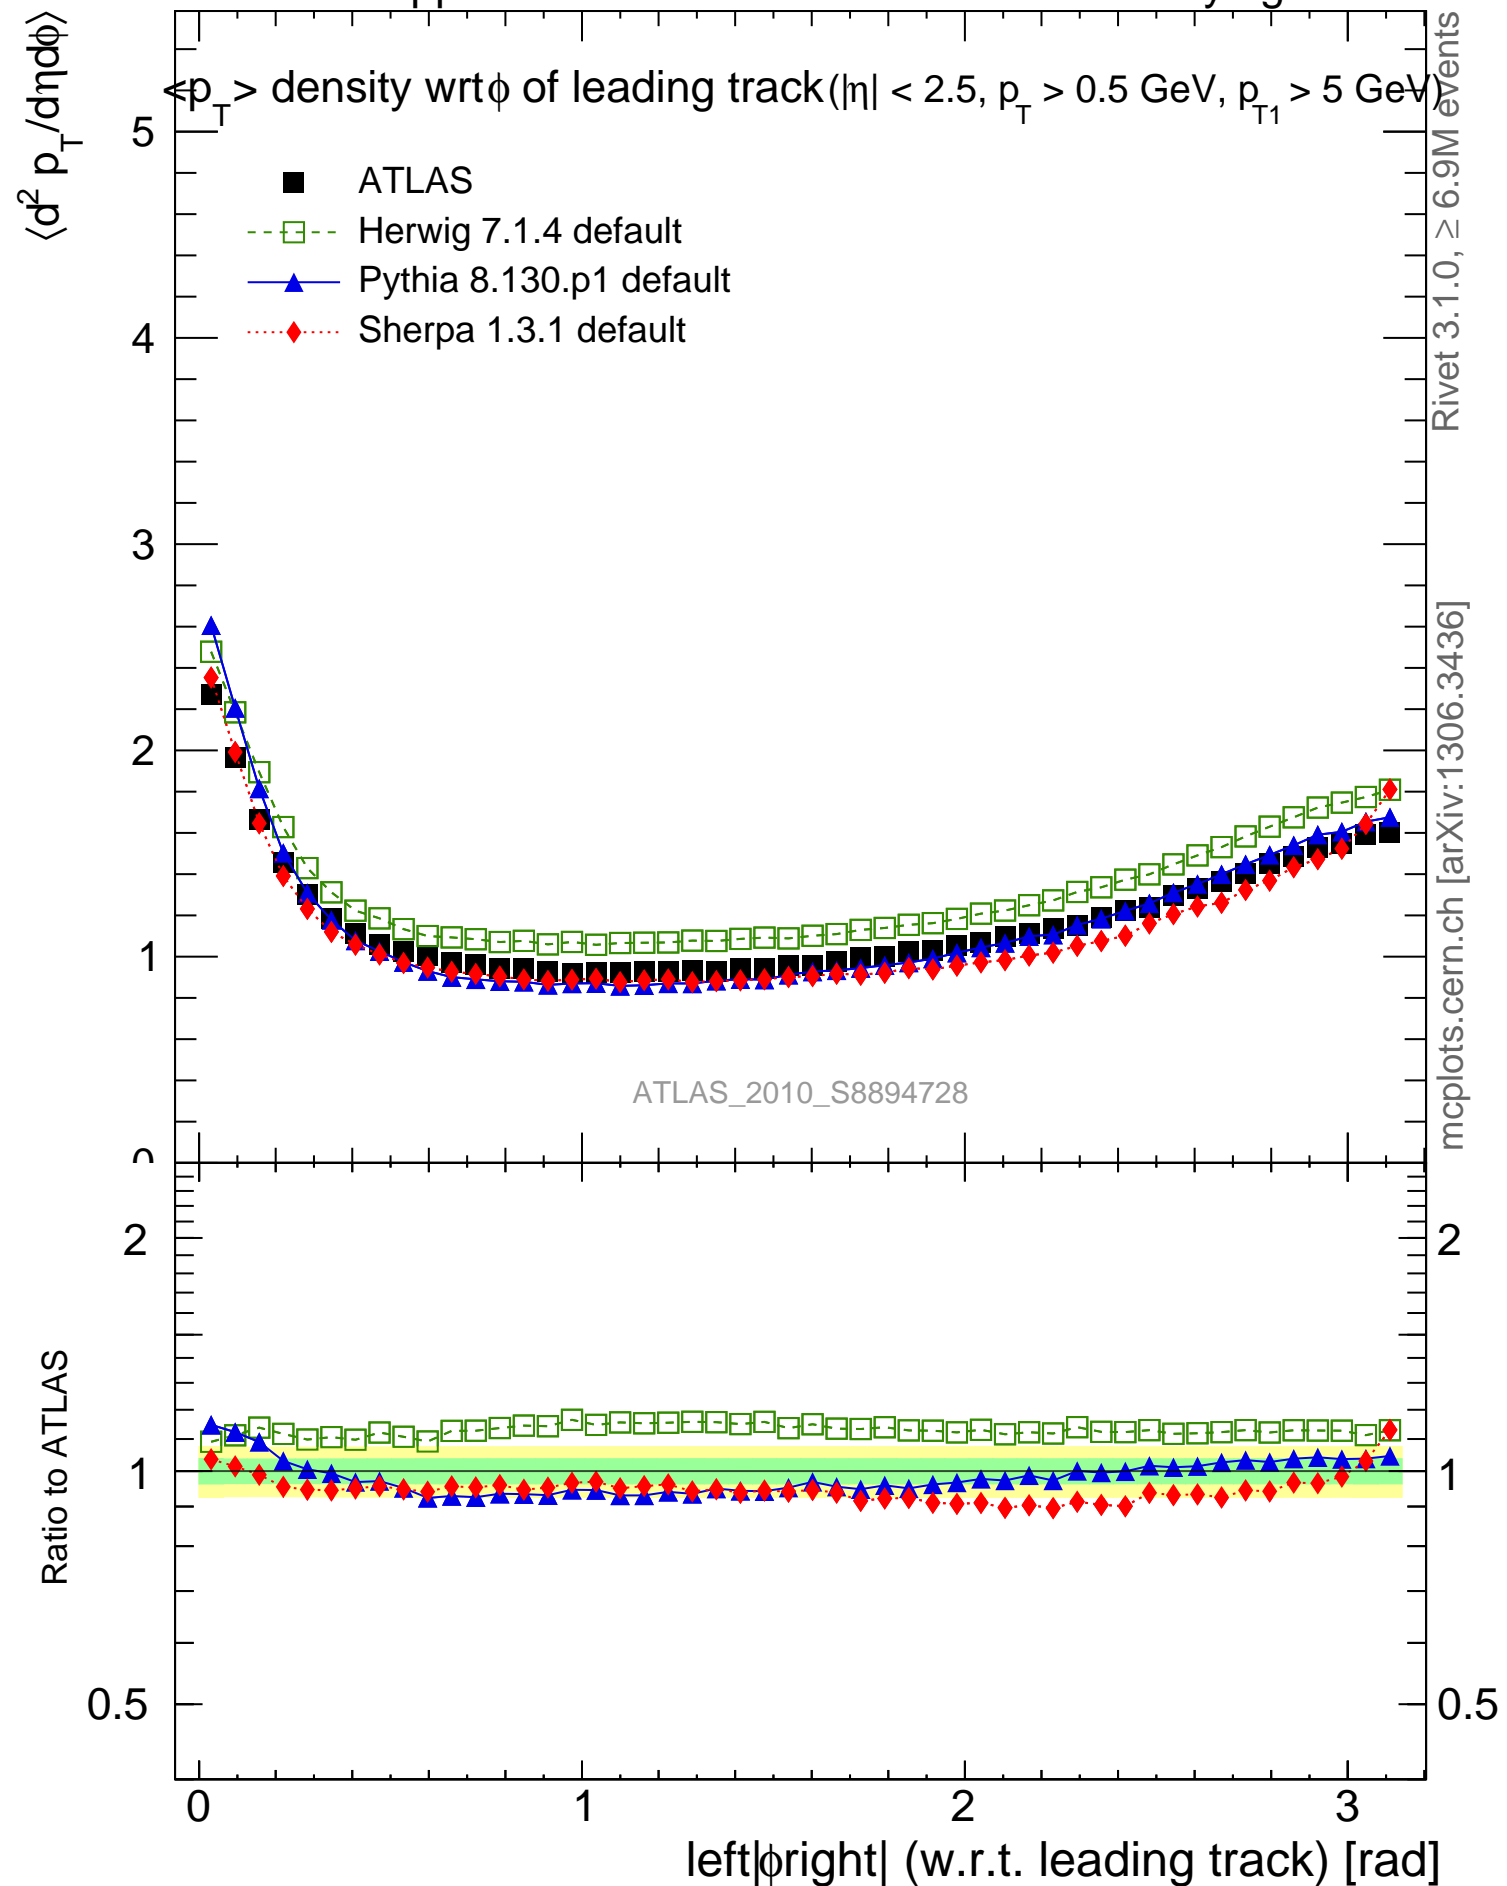 ⟨d² p_T/dηdϕ⟩
<p_T> density wrt ϕ of leading track (|η| < 2.5, p_T > 0.5 GeV, p_T1 > 5 GeV)
ATLAS
Herwig 7.1.4 default
Pythia 8.130.p1 default
Sherpa 1.3.1 default
5
4
3
2
1
0
ATLAS_2010_S8894728
Rivet 3.1.0, ≥ 6.9M events
mcplots.cern.ch [arXiv:1306.3436]
Ratio to ATLAS
2
1
0.5
2
1
0.5
0 1 2 3
left|ϕright| (w.r.t. leading track) [rad]